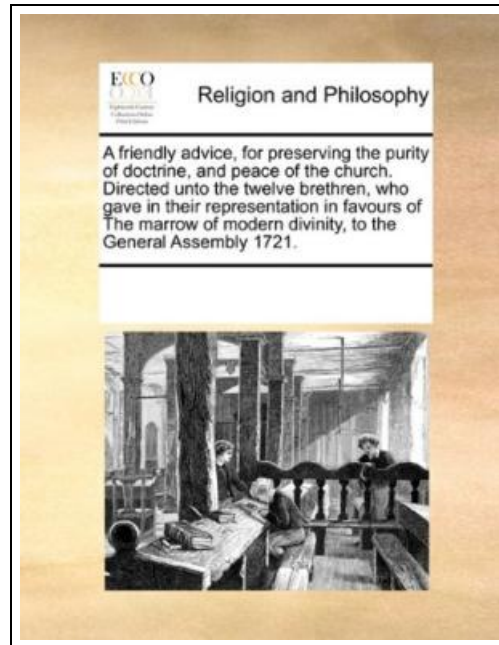 ECCO
Religion and Philosophy
A friendly advice, for preserving the purity
of doctrine, and peace of the church.
Directed unto the twelve brethren, who
gave in their representation in favours of
The marrow of modern divinity, to the
General Assembly 1721.